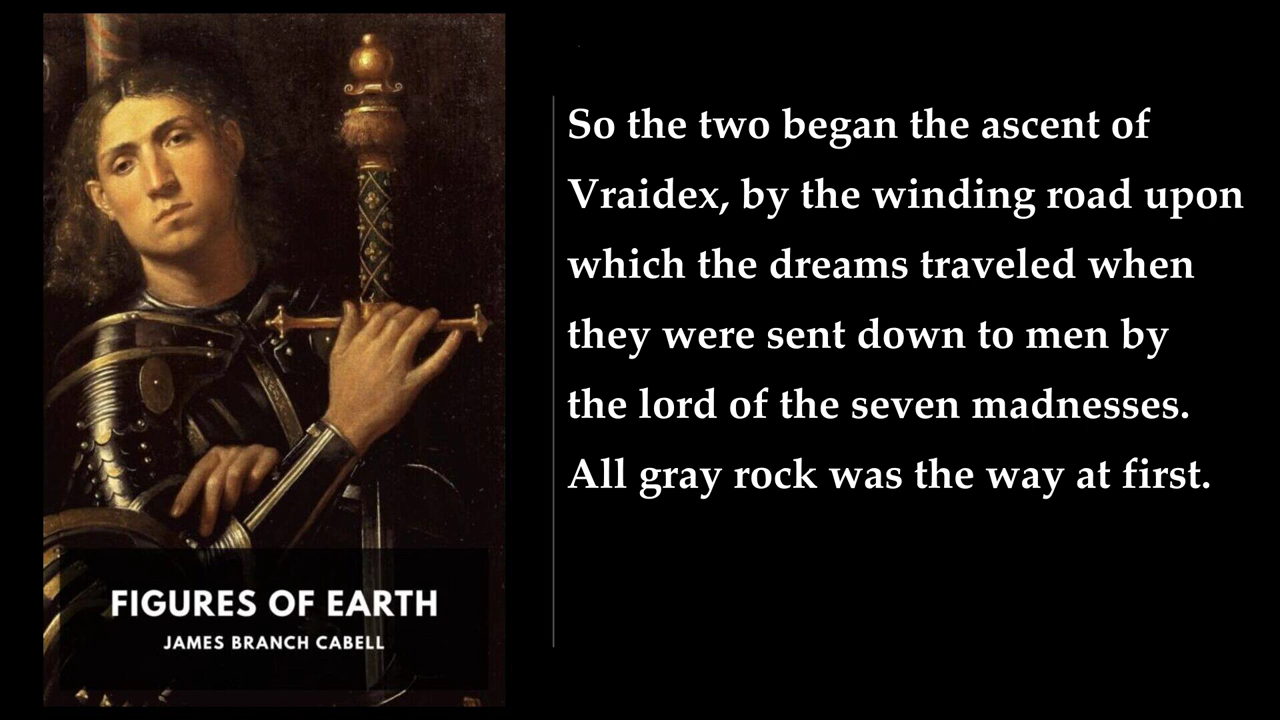 FIGURES OF EARTH
JAMES BRANCH CABELL
So the two began the ascent of
Vraidex, by the winding road upon
which the dreams traveled when
they were sent down to men by
the lord of the seven madnesses.
All gray rock was the way at first.